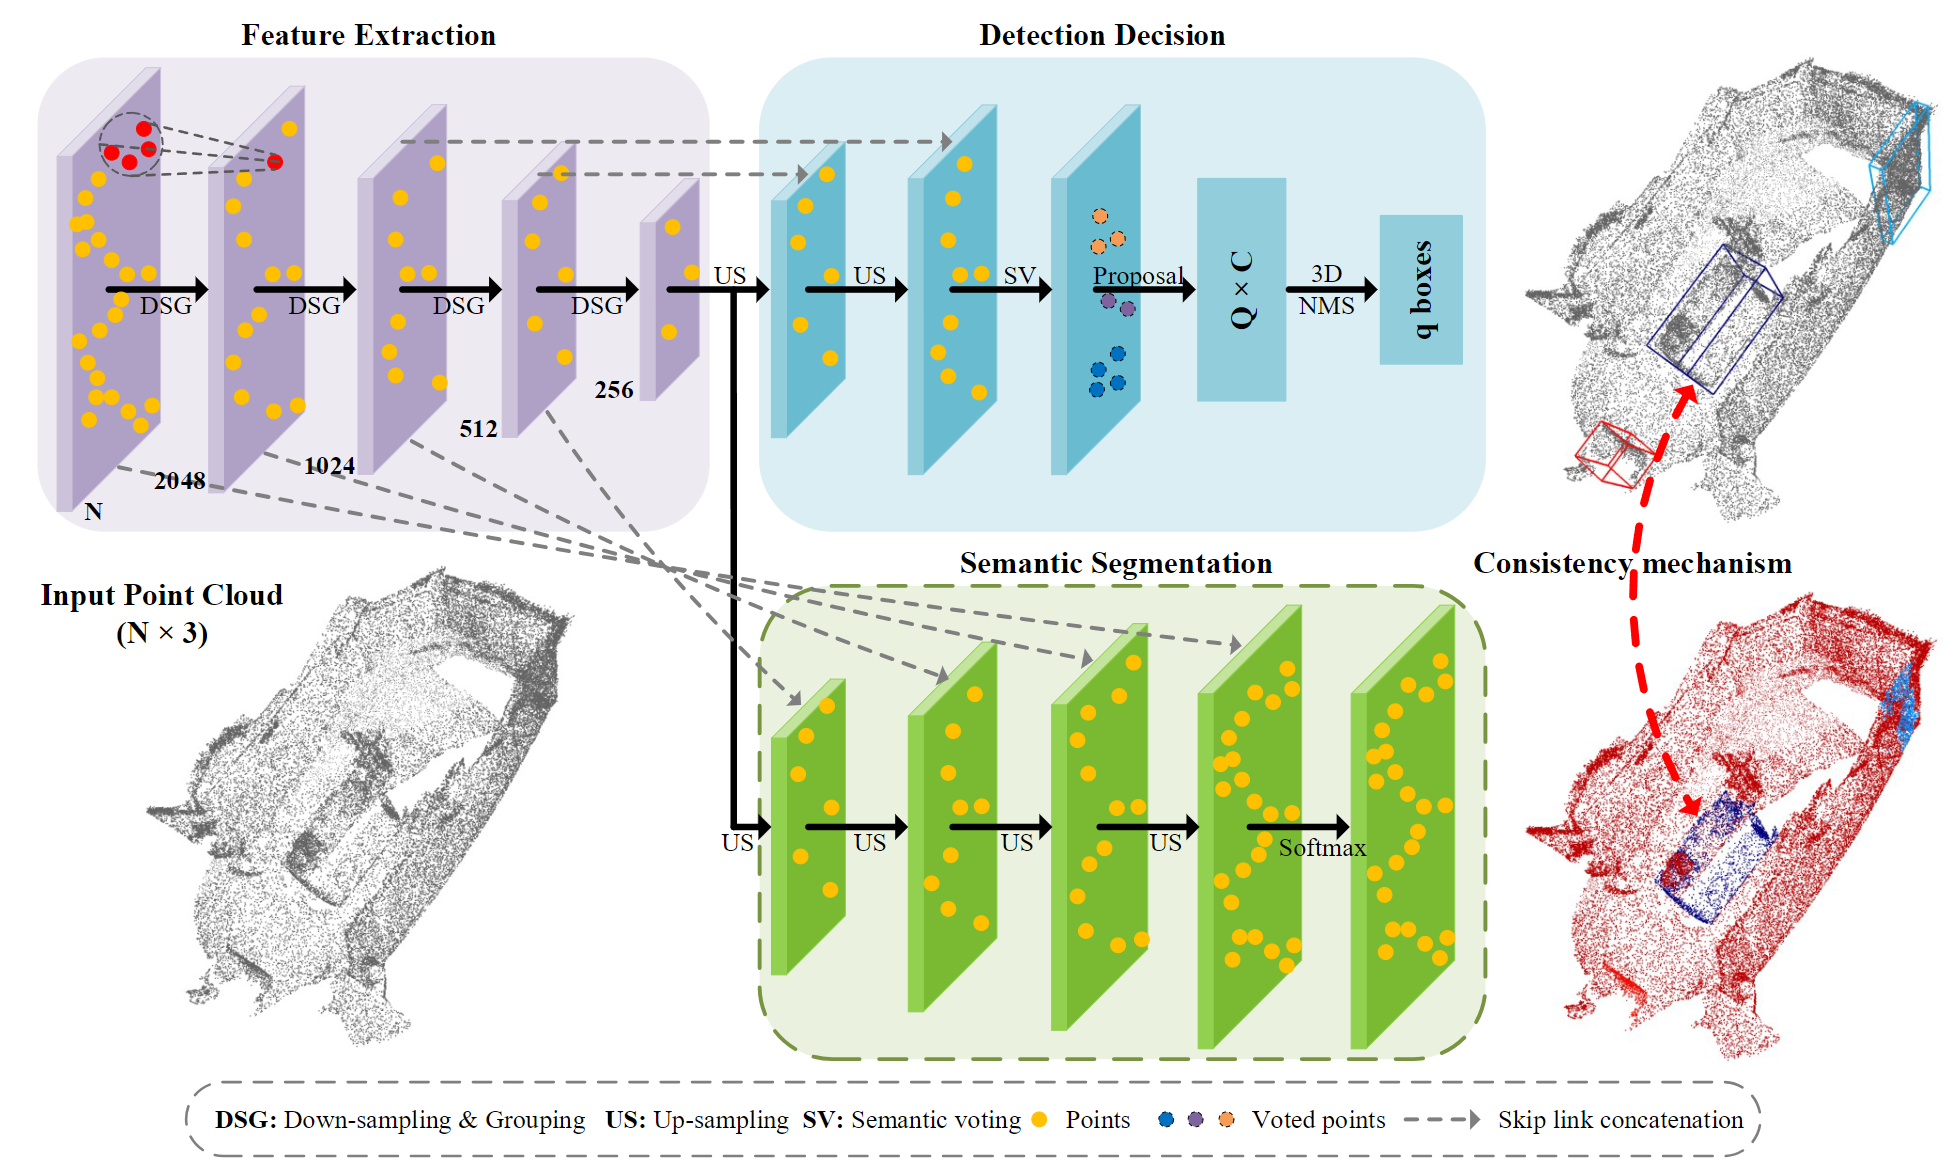 Feature Extraction
Detection Decision
DSG
DSG
DSG
DSG
US
US
SV
Proposal
Q × C
3D
NMS
q boxes
N
2048
1024
512
256
Input Point Cloud
(N × 3)
Semantic Segmentation
Consistency mechanism
US
US
US
US
Softmax
DSG: Down-sampling & Grouping US: Up-sampling SV: Semantic voting Points Voted points Skip link concatenation